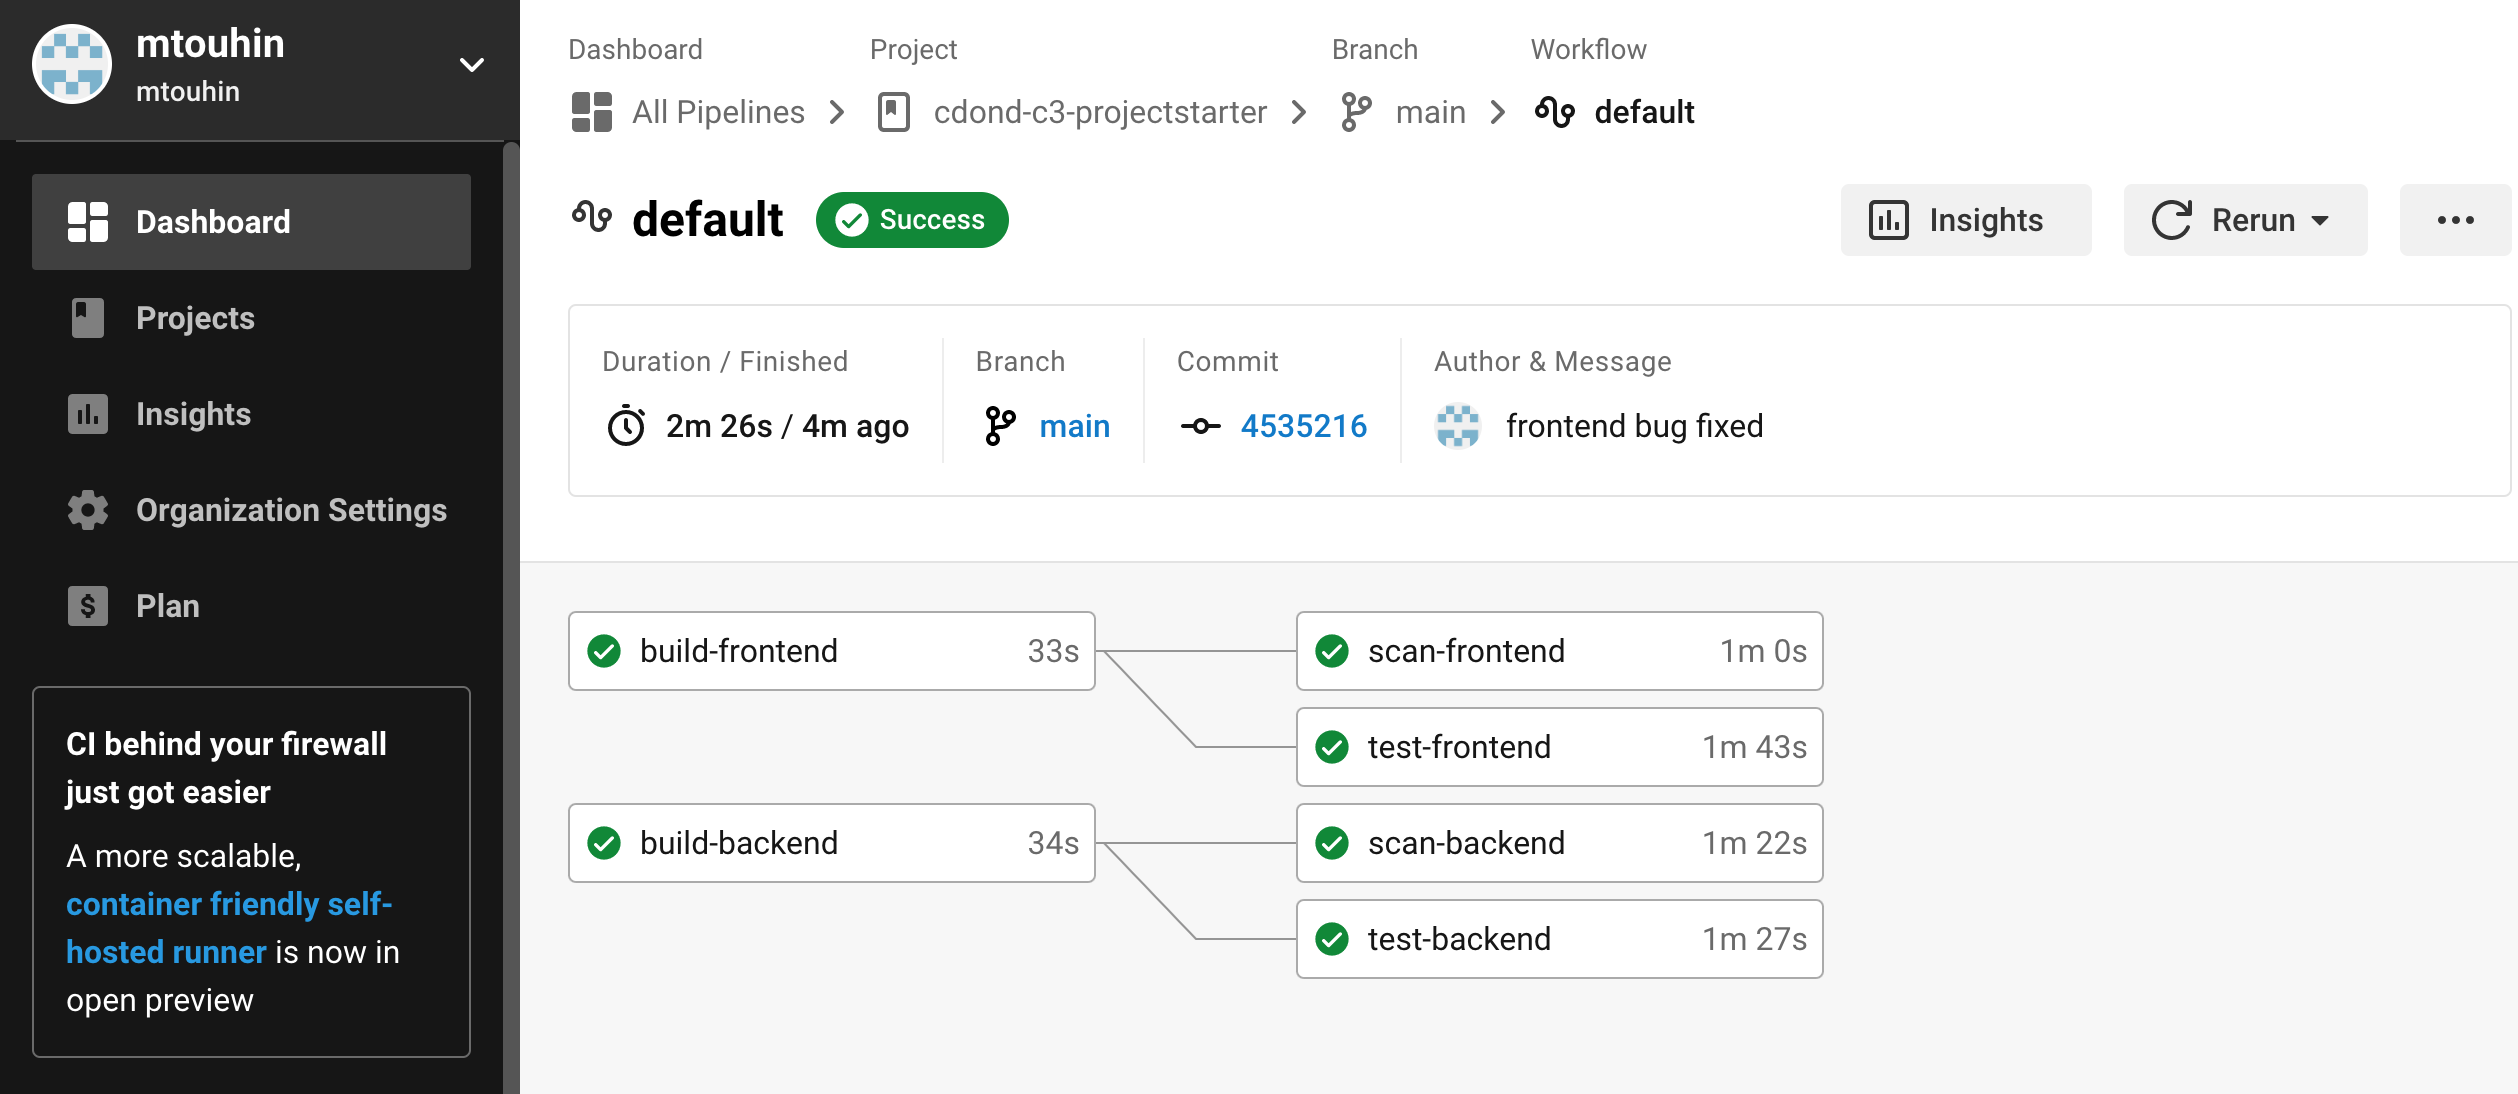 mtouhin
mtouhin
Dashboard
Projects
Insights
Organization Settings
Plan
CI behind your firewall
just got easier
A more scalable,
container friendly self-
hosted runner is now in
open preview
Dashboard Project Branch Workflow
All Pipelines cdond-c3-projectstarter main default
default Success Insights Rerun
Duration / Finished Branch Commit Author & Message
2m 26s / 4m ago main 4535216 frontend bug fixed
build-frontend 33s scan-frontend 1m 0s
test-frontend 1m 43s
build-backend 34s scan-backend 1m 22s
test-backend 1m 27s